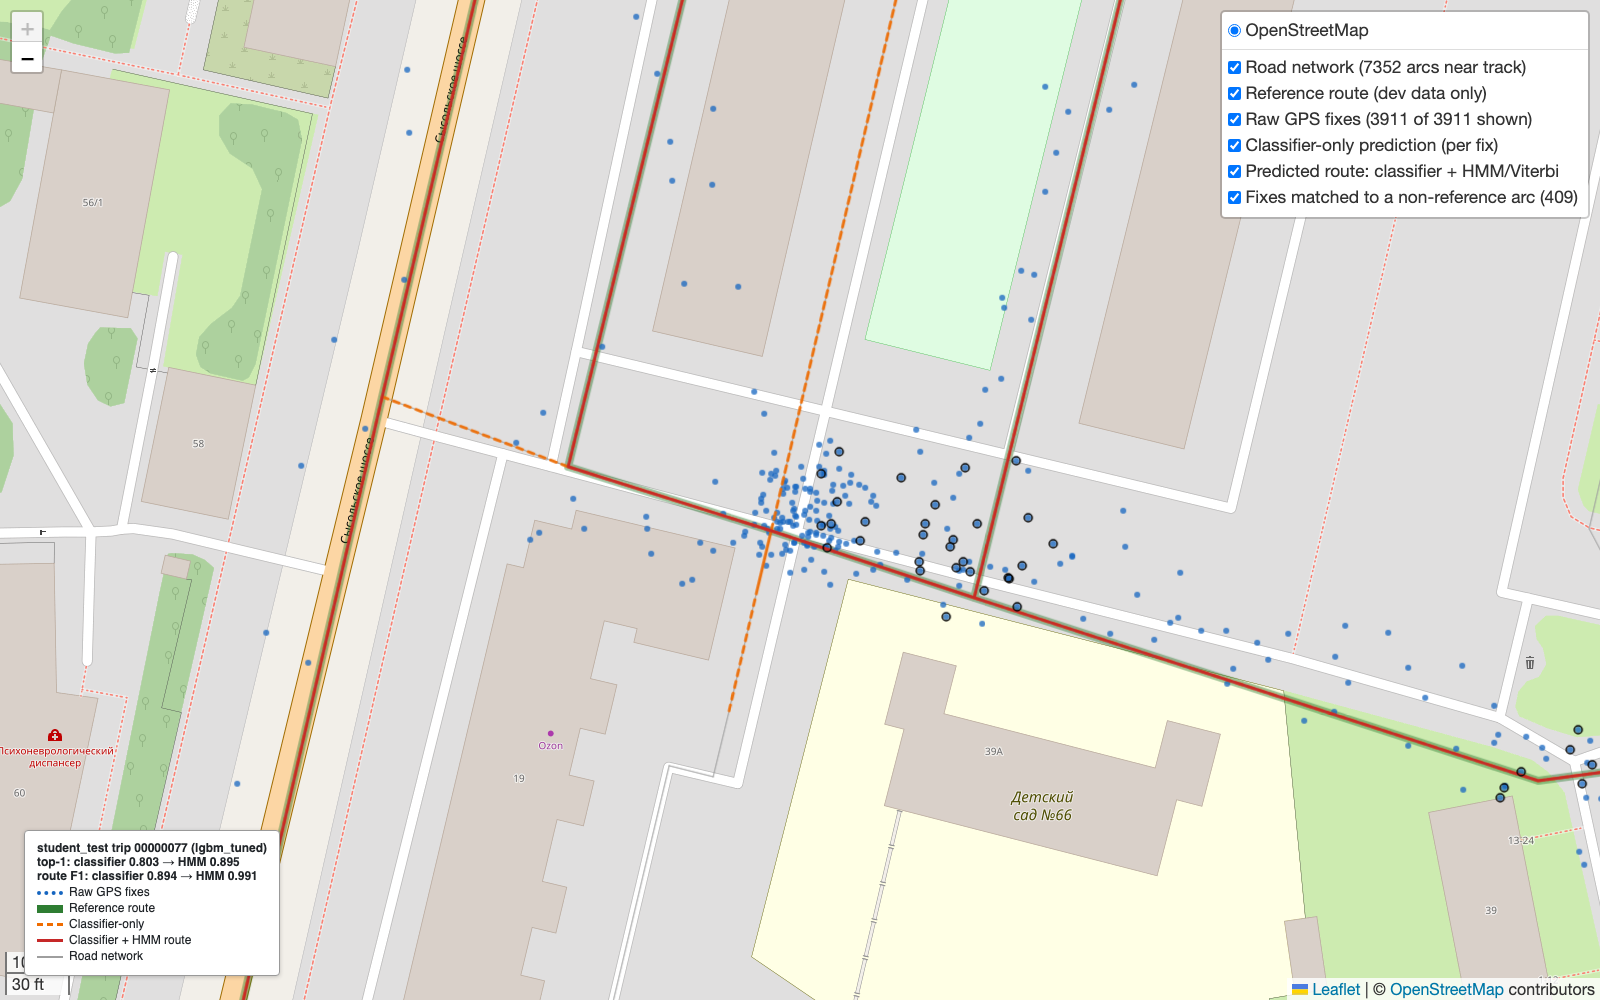 +
−
OpenStreetMap
Road network (7352 arcs near track)
Reference route (dev data only)
Raw GPS fixes (3911 of 3911 shown)
Classifier-only prediction (per fix)
Predicted route: classifier + HMM/Viterbi
Fixes matched to a non-reference arc (409)
Сысольское шоссе
56/1
58
Сысольское шоссе
Психоневрологический
диспансер
60
Ozon
19
39А
Детский
сад №66
13-24
39
student_test trip 00000077 (lgbm_tuned)
top-1: classifier 0.803 → HMM 0.895
route F1: classifier 0.894 → HMM 0.991
Raw GPS fixes
Reference route
Classifier-only
Classifier + HMM route
Road network
30 ft
Leaflet | © OpenStreetMap contributors